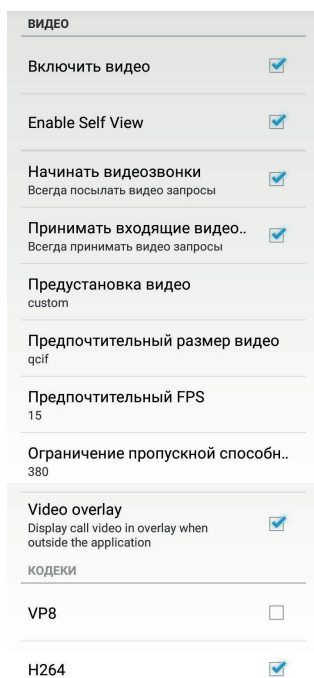 ВИДЕО
Включить видео
Enable Self View
Начинать видеозвонки
Всегда посылать видео запросы
Принимать входящие видео..
Всегда принимать видео запросы
Предустановка видео
custom
Предпочтительный размер видео
qcif
Предпочтительный FPS
15
Ограничение пропускной способн..
380
Video overlay
Display call video in overlay when
outside the application
КОДЕКИ
VP8
H264